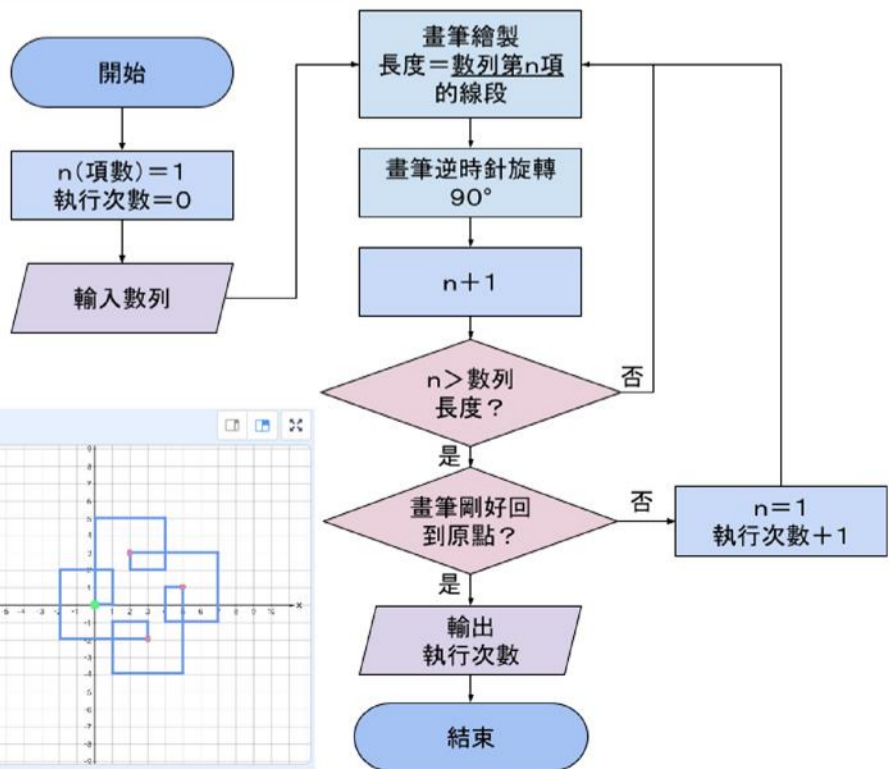 開始
n（項數）＝1
執行次數＝0
輸入數列
畫筆繪製
長度＝數列第n項
的線段
畫筆逆時針旋轉
90°
n＋1
n＞數列
長度？
否
是
畫筆剛好回
到原點？
否
n＝1
執行次數＋1
是
輸出
執行次數
結束